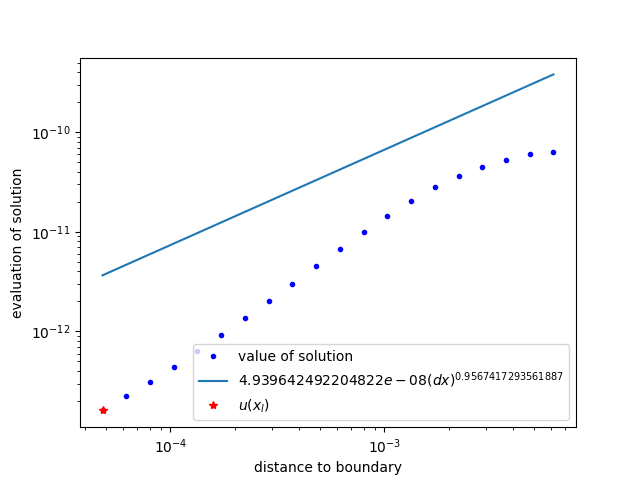 10⁻¹⁰
10⁻¹¹
10⁻¹²
evaluation of solution
value of solution
4.939642492204822e − 08(dx)^0.9567417293561887
u(x_l)
10⁻⁴
10⁻³
distance to boundary